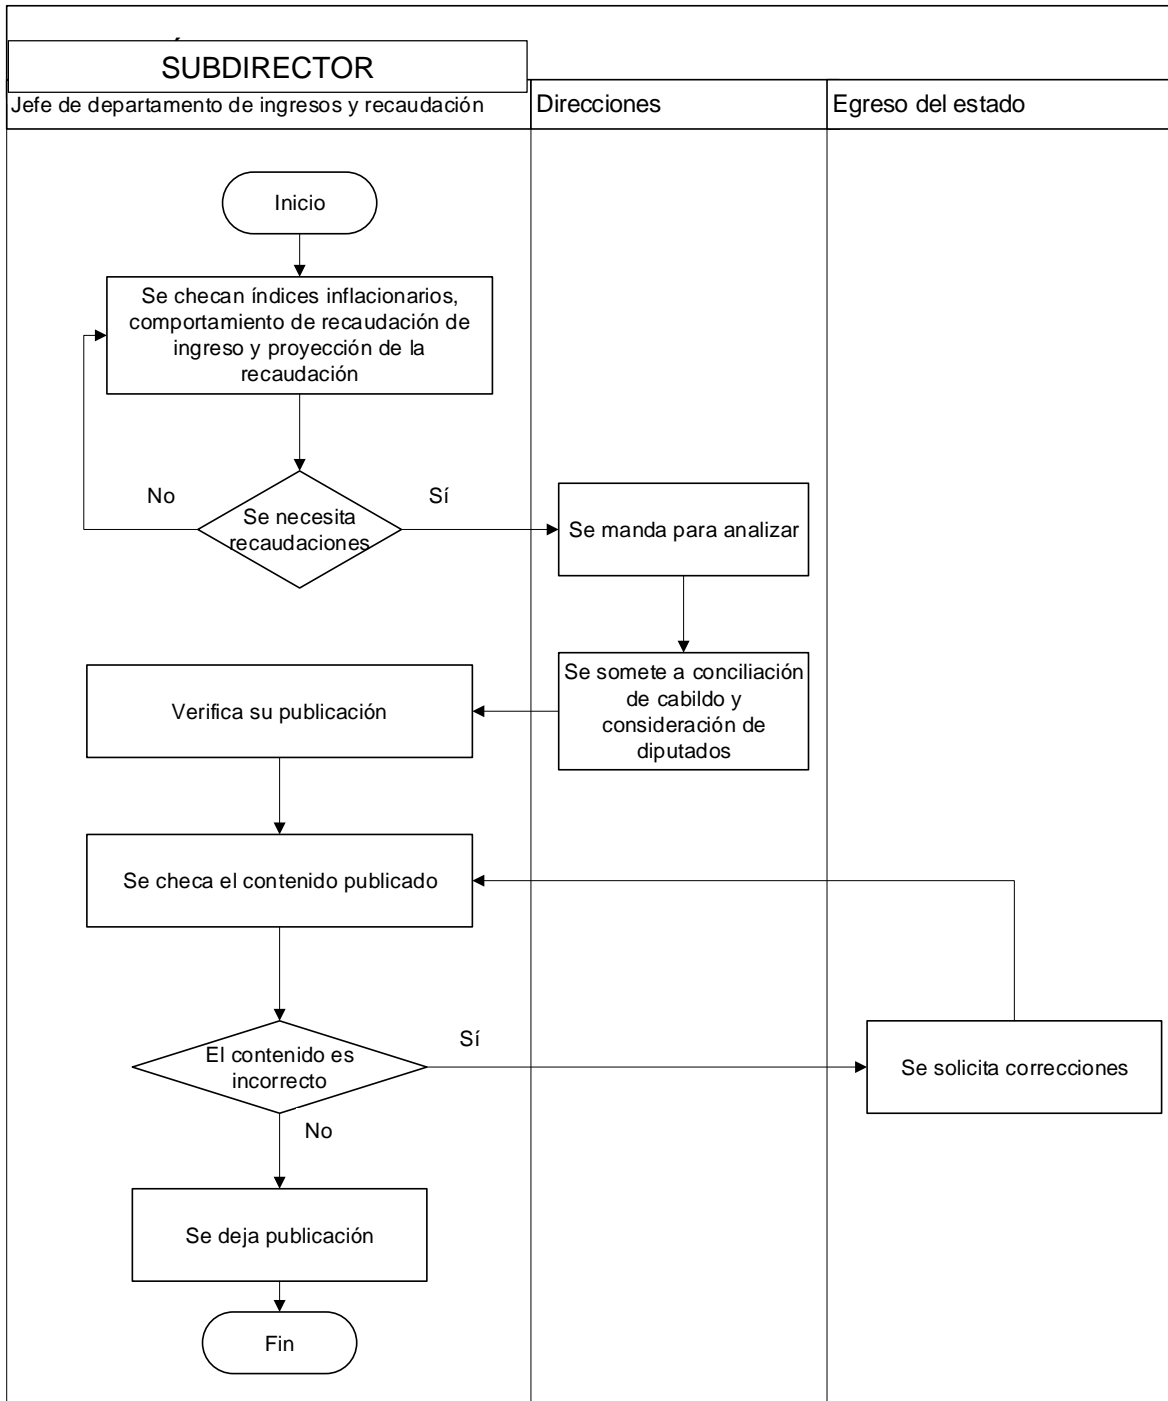 SUBDIRECTOR
Jefe de departamento de ingresos y recaudación
Direcciones
Egreso del estado
Inicio
Se checan índices inflacionarios,
comportamiento de recaudación de
ingreso y proyección de la
recaudación
No
Sí
Se necesita
recaudaciones
Se manda para analizar
Se somete a conciliación
de cabildo y
consideración de
diputados
Verifica su publicación
Se checa el contenido publicado
El contenido es
incorrecto
Sí
Se solicita correcciones
No
Se deja publicación
Fin